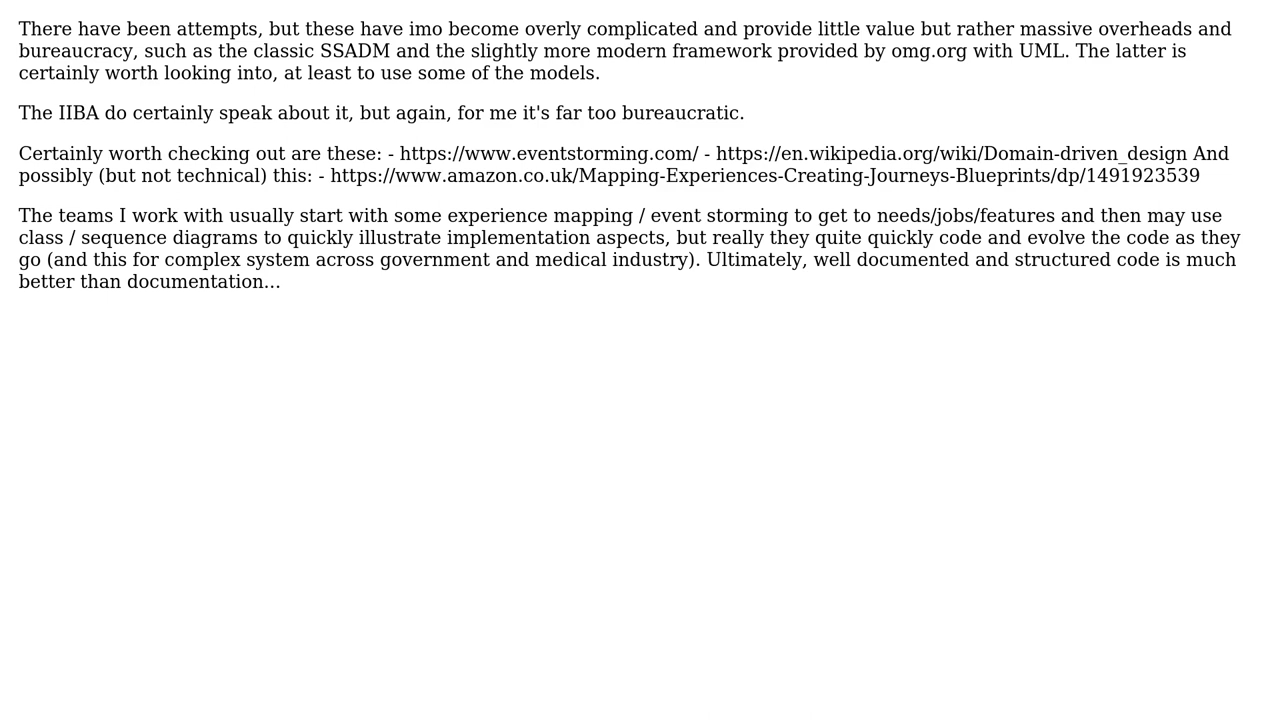 There have been attempts, but these have imo become overly complicated and provide little value but rather massive overheads and
bureaucracy, such as the classic SSADM and the slightly more modern framework provided by omg.org with UML. The latter is
certainly worth looking into, at least to use some of the models.
The IIBA do certainly speak about it, but again, for me it's far too bureaucratic.
Certainly worth checking out are these: - https://www.eventstorming.com/ - https://en.wikipedia.org/wiki/Domain-driven_design And
possibly (but not technical) this: - https://www.amazon.co.uk/Mapping-Experiences-Creating-Journeys-Blueprints/dp/1491923539
The teams I work with usually start with some experience mapping / event storming to get to needs/jobs/features and then may use
class / sequence diagrams to quickly illustrate implementation aspects, but really they quite quickly code and evolve the code as they
go (and this for complex system across government and medical industry). Ultimately, well documented and structured code is much
better than documentation...